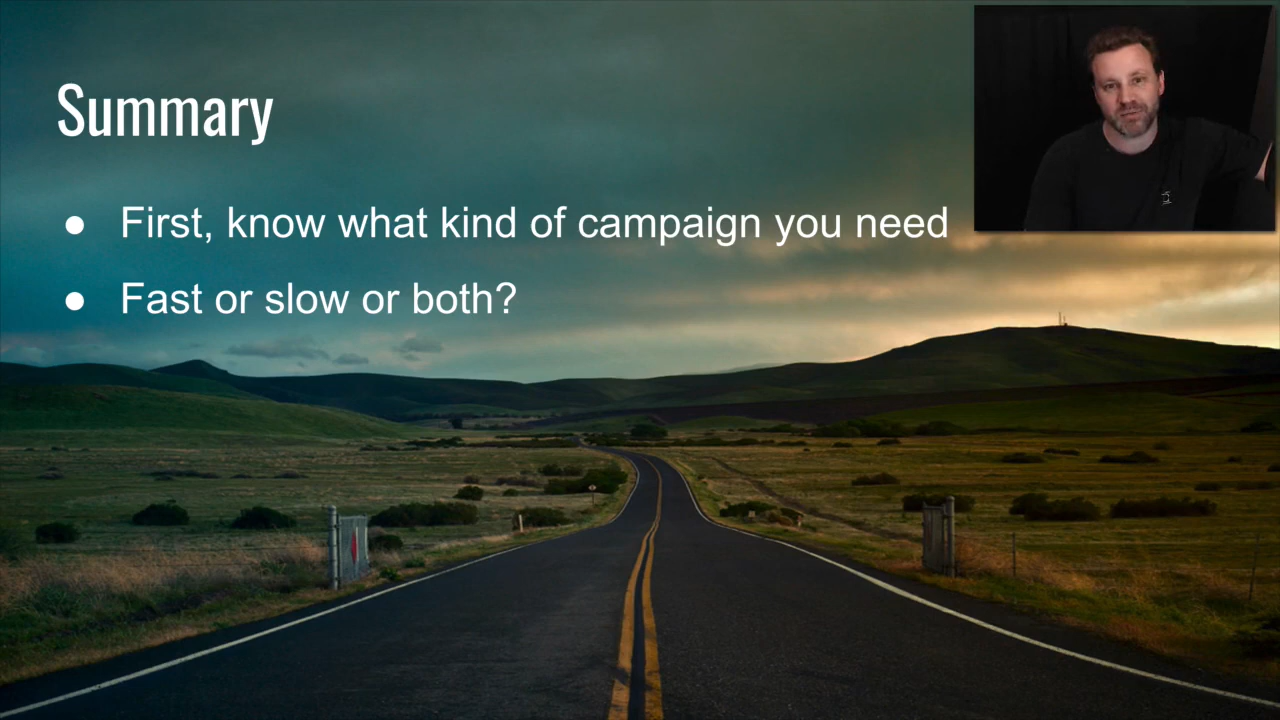 Summary
● First, know what kind of campaign you need
● Fast or slow or both?